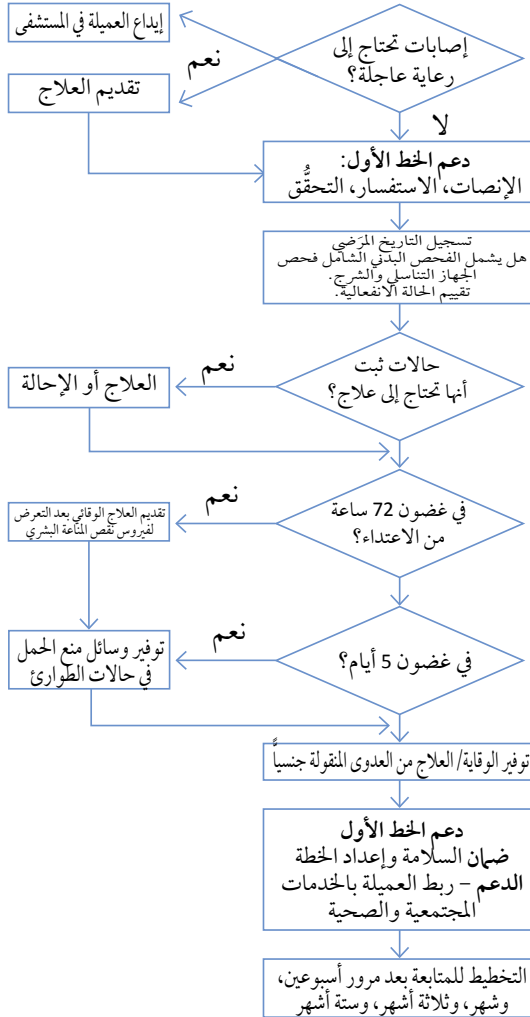 إصابات تحتاج إلى
رعاية عاجلة؟
إيداع العميلة في المستشفى
نعم
تقديم العلاج
لا
دعم الخط الأول:
الإنصات، الاستفسار، التحقُّق
تسجيل التاريخ المرَضي
هل يشمل الفحص البدني الشامل فحص
الجهاز التناسلي والشرج.
تقييم الحالة الانفعالية.
حالات ثبت
أنها تحتاج إلى علاج؟
نعم
العلاج أو الإحالة
في غضون 72 ساعة
من الاعتداء؟
نعم
تقديم العلاج الوقائي بعد التعرض
لفيروس نقص المناعة البشري
في غضون 5 أيام؟
نعم
توفير وسائل منع الحمل
في حالات الطوارئ
توفير الوقاية/ العلاج من العدوى المنقولة جنسياًّ
دعم الخط الأول
ضمان السلامة وإعداد الخطة
الدعم – ربط العميلة بالخدمات
المجتمعية والصحية
التخطيط للمتابعة بعد مرور أسبوعين،
وشهر، وثلاثة أشهر، وستة أشهر